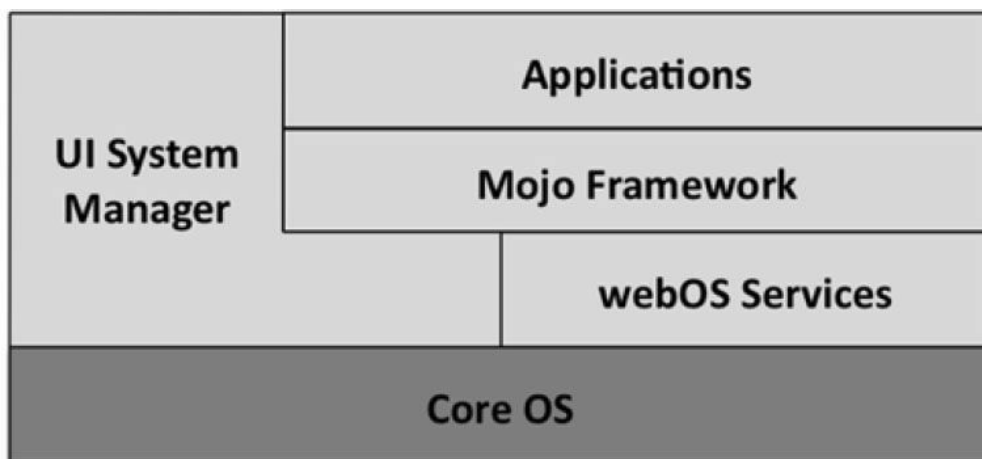 Applications
UI System
Manager
Mojo Framework
webOS Services
Core OS